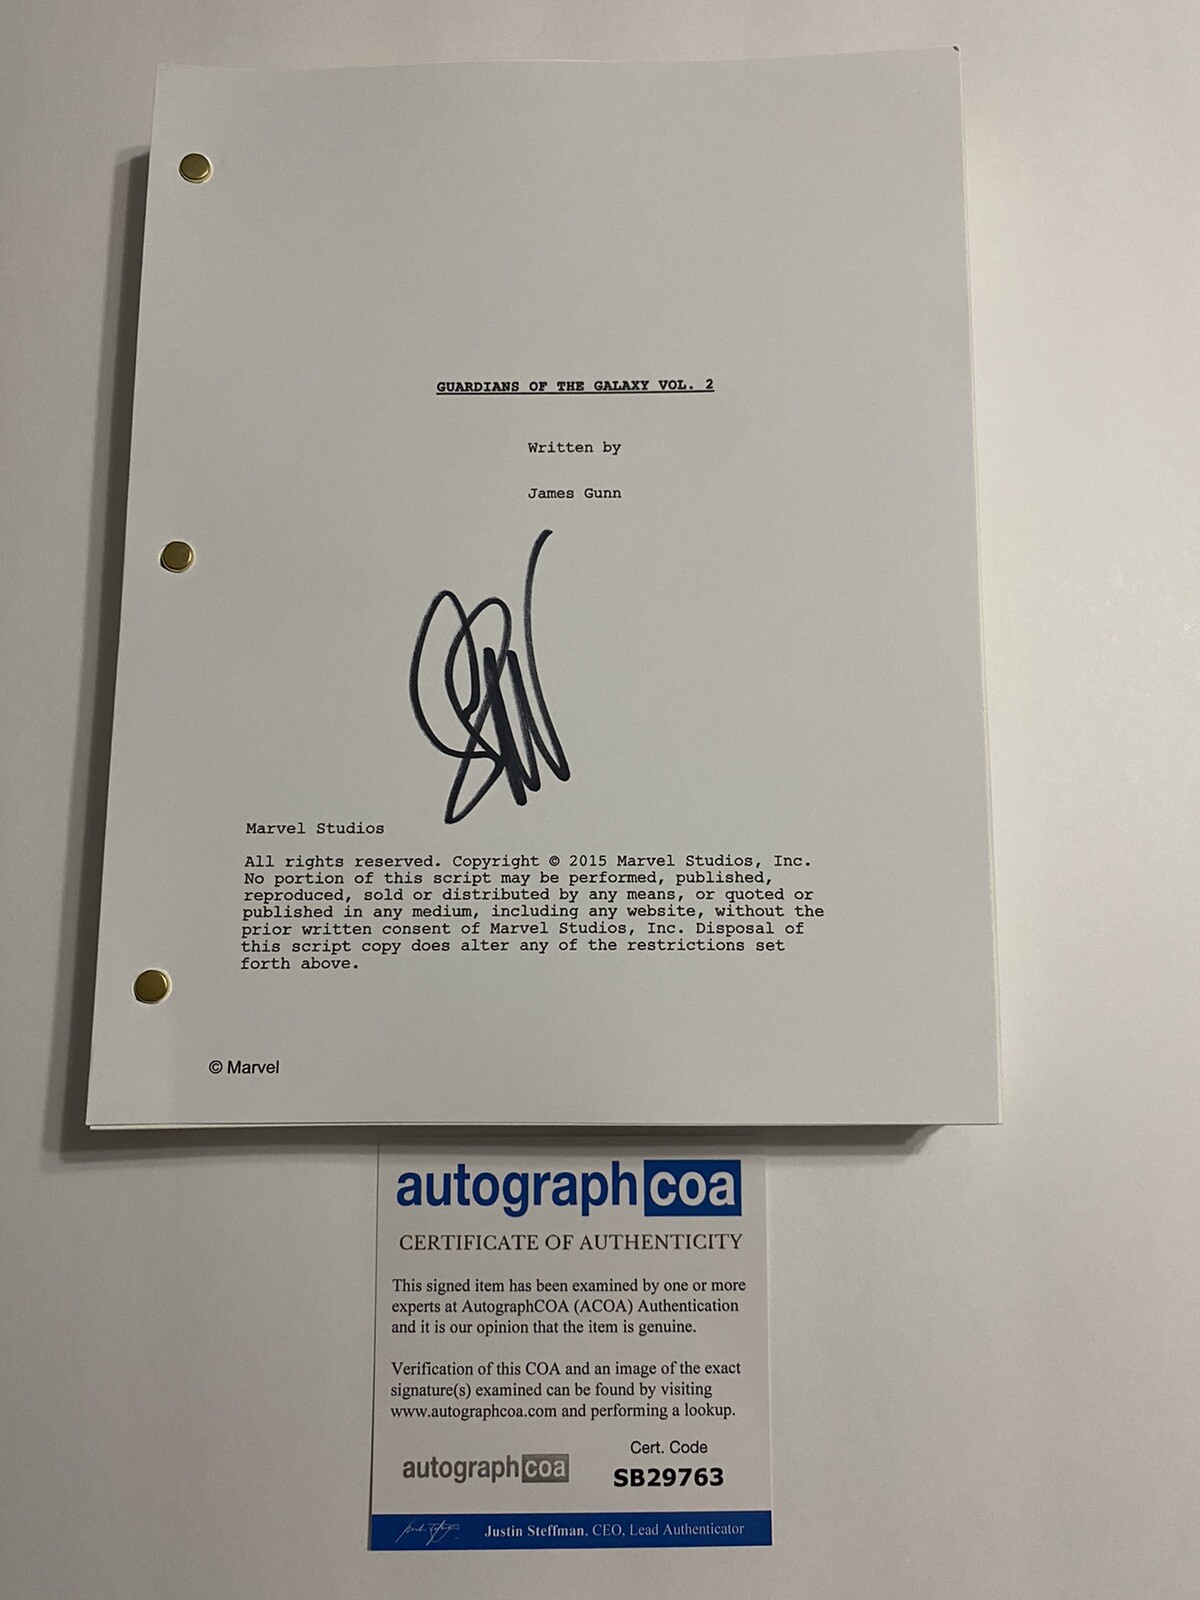 GUARDIANS OF THE GALAXY VOL. 2
Written by
James Gunn
Marvel Studios
All rights reserved. Copyright © 2015 Marvel Studios, Inc.
No portion of this script may be performed, published,
reproduced, sold or distributed by any means, or quoted or
published in any medium, including any website, without the
prior written consent of Marvel Studios, Inc. Disposal of
this script copy does alter any of the restrictions set
forth above.
© Marvel
autographcoa
CERTIFICATE OF AUTHENTICITY
This signed item has been examined by one or more
experts at AutographCOA (ACOA) Authentication
and it is our opinion that the item is genuine.
Verification of this COA and an image of the exact
signature(s) examined can be found by visiting
www.autographcoa.com and performing a lookup.
autographcoa
Cert. Code
SB29763
Justin Steffman, CEO, Lead Authenticator